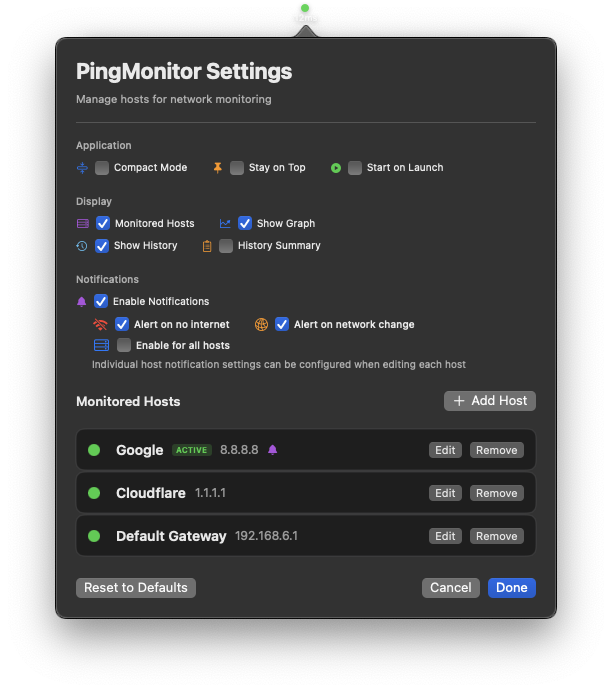 PingMonitor Settings
Manage hosts for network monitoring
Application
Compact Mode Stay on Top Start on Launch
Display
Monitored Hosts Show Graph
Show History History Summary
Notifications
Enable Notifications
Alert on no internet Alert on network change
Enable for all hosts
Individual host notification settings can be configured when editing each host
Monitored Hosts + Add Host
Google ACTIVE 8.8.8.8 Edit Remove
Cloudflare 1.1.1.1 Edit Remove
Default Gateway 192.168.6.1 Edit Remove
Reset to Defaults Cancel Done